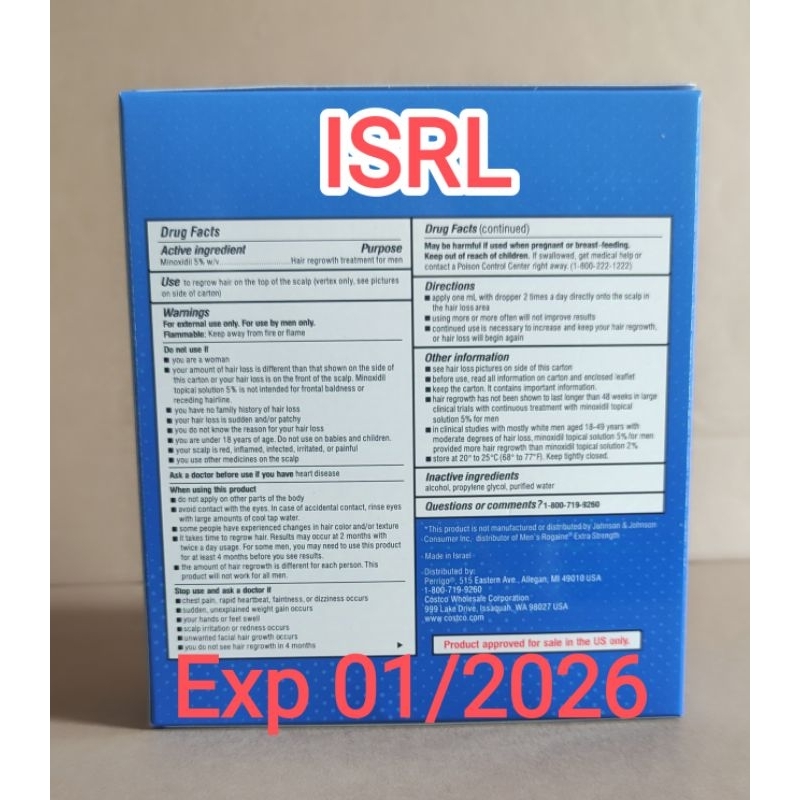 ISRL
Drug Facts
Active ingredient Purpose
Minoxidil 5% w/v......................Hair regrowth treatment for men
Use to regrow hair on the top of the scalp (vertex only, see pictures
on side of carton)
Warnings
For external use only. For use by men only.
Flammable: Keep away from fire or flame
Do not use if
■ you are a woman
■ your amount of hair loss is different than that shown on the side of
this carton or your hair loss is on the front of the scalp. Minoxidil
topical solution 5% is not intended for frontal baldness or
receding hairline.
■ you have no family history of hair loss
■ your hair loss is sudden and/or patchy
■ you do not know the reason for your hair loss
■ you are under 18 years of age. Do not use on babies and children.
■ your scalp is red, inflamed, infected, irritated, or painful
■ you use other medicines on the scalp
Ask a doctor before use if you have heart disease
When using this product
■ do not apply on other parts of the body
■ avoid contact with the eyes. In case of accidental contact, rinse eyes
with large amounts of cool tap water.
■ some people have experienced changes in hair color and/or texture
■ it takes time to regrow hair. Results may occur at 2 months with
twice a day usage. For some men, you may need to use this product
for at least 4 months before you see results.
■ the amount of hair regrowth is different for each person. This
product will not work for all men.
Stop use and ask a doctor if
■ chest pain, rapid heartbeat, faintness, or dizziness occurs
■ sudden, unexplained weight gain occurs
■ your hands or feet swell
■ scalp irritation or redness occurs
■ unwanted facial hair growth occurs
■ you do not see hair regrowth in 4 months
Drug Facts (continued)
May be harmful if used when pregnant or breast-feeding.
Keep out of reach of children. If swallowed, get medical help or
contact a Poison Control Center right away. (1-800-222-1222)
Directions
■ apply one mL with dropper 2 times a day directly onto the scalp in
the hair loss area
■ using more or more often will not improve results
■ continued use is necessary to increase and keep your hair regrowth,
or hair loss will begin again
Other information
■ see hair loss pictures on side of this carton
■ before use, read all information on carton and enclosed leaflet
■ keep the carton. It contains important information.
■ hair regrowth has not been shown to last longer than 48 weeks in large
clinical trials with continuous treatment with minoxidil topical
solution 5% for men
■ in clinical studies with mostly white men aged 18-49 years with
moderate degrees of hair loss, minoxidil topical solution 5% for men
provided more hair regrowth than minoxidil topical solution 2%
■ store at 20° to 25°C (68° to 77°F). Keep tightly closed.
Inactive ingredients
alcohol, propylene glycol, purified water
Questions or comments? 1-800-719-9260
*This product is not manufactured or distributed by Johnson & Johnson
Consumer Inc., distributor of Men's Rogaine® Extra Strength
Made in Israel
Distributed by:
Perrigo®, 515 Eastern Ave., Allegan, MI 49010 USA
1-800-719-9260
Costco Wholesale Corporation
999 Lake Drive, Issaquah, WA 98027 USA
www.costco.com
Product approved for sale in the US only.
Exp 01/2026